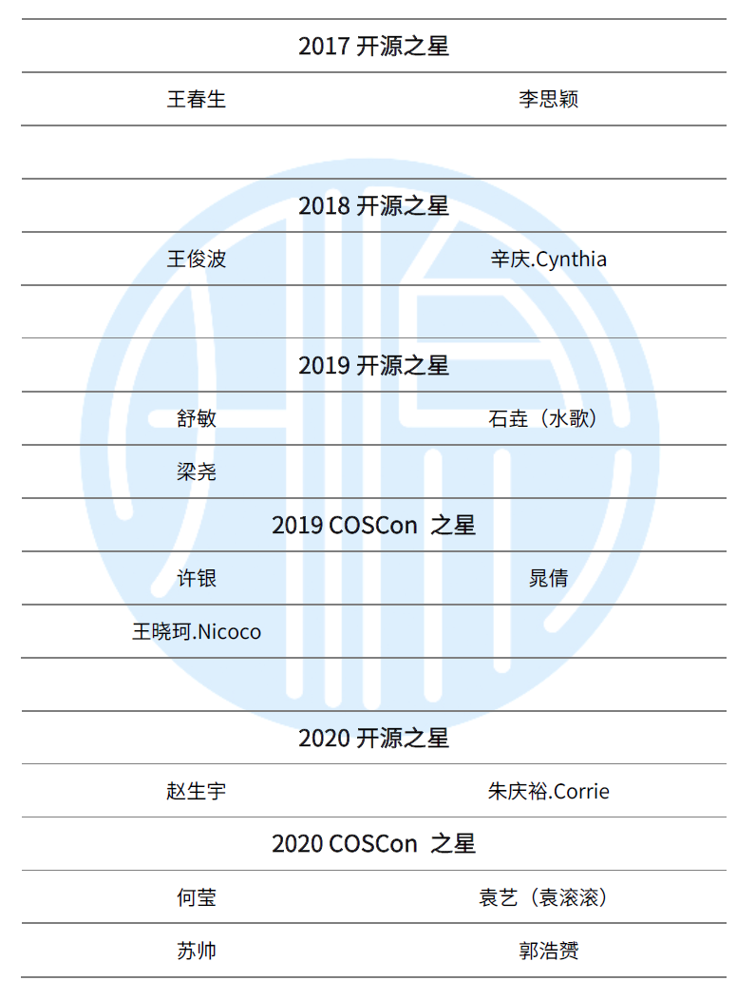 2017 开源之星
王春生 李思颖
2018 开源之星
王俊波 辛庆.Cynthia
2019 开源之星
舒敏 石垚（水歌）
梁尧
2019 COSCon 之星
许银 晁倩
王晓珂.Nicoco
2020 开源之星
赵生宇 朱庆裕.Corrie
2020 COSCon 之星
何莹 袁艺（袁滚滚）
苏帅 郭浩赟